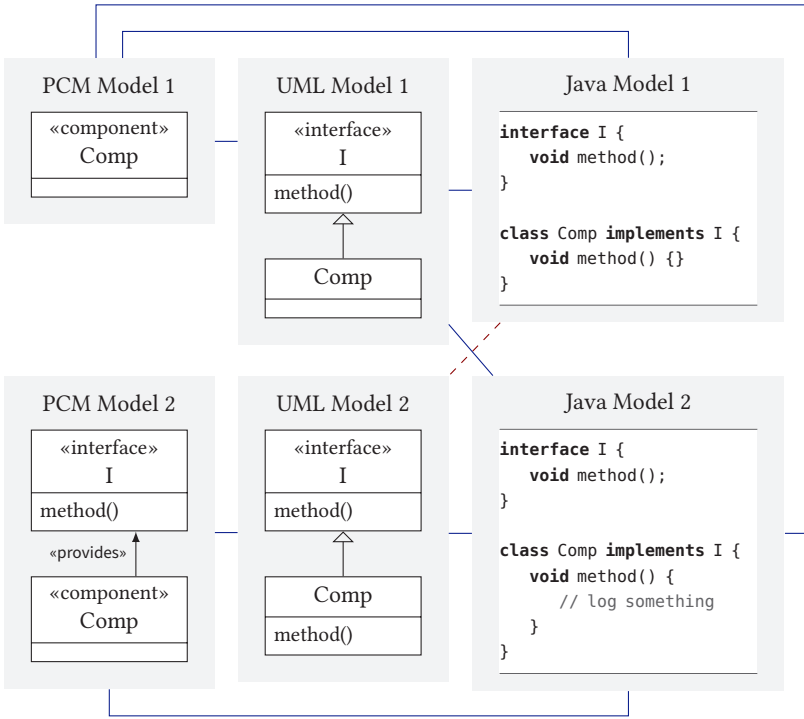 PCM Model 1
«component»
Comp
UML Model 1
«interface»
I
method()
Comp
Java Model 1
interface I {
void method();
}
class Comp implements I {
void method() {}
}
PCM Model 2
«interface»
I
method()
«provides»
«component»
Comp
UML Model 2
«interface»
I
method()
Comp
method()
Java Model 2
interface I {
void method();
}
class Comp implements I {
void method() {
// log something
}
}